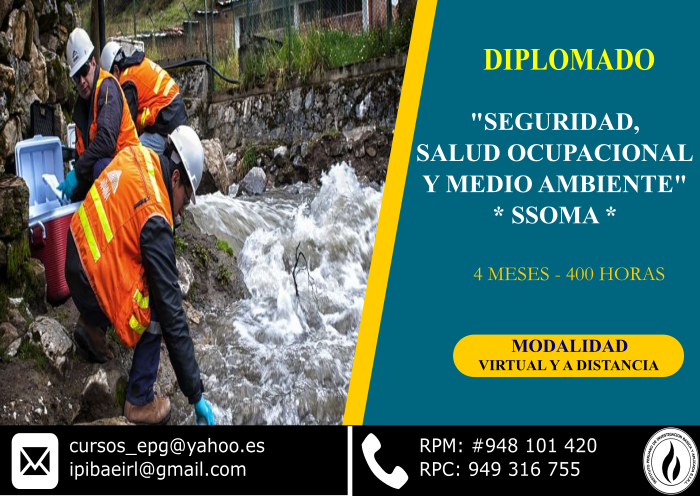 DIPLOMADO
"SEGURIDAD,
SALUD OCUPACIONAL
Y MEDIO AMBIENTE"
* SSOMA *
4 MESES - 400 HORAS
MODALIDAD
VIRTUAL Y A DISTANCIA
cursos_epg@yahoo.es
ipibaeirl@gmail.com
RPM: #948 101 420
RPC: 949 316 755